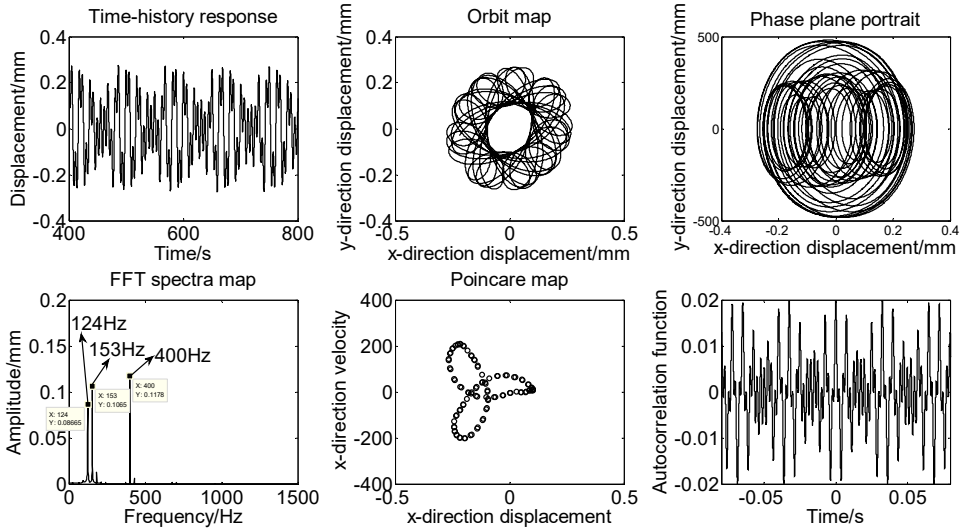 Time-history response
Displacement/mm
0.4
0.2
0
-0.2
-0.4
400
600
800
Time/s
Orbit map
y-direction displacement/mm
0.4
0.2
0
-0.2
-0.4
-0.5
0
0.5
x-direction displacement/mm
Phase plane portrait
y-direction displacement/mm
500
0
-500
-0.4
-0.2
0
0.2
0.4
x-direction displacement/mm
FFT spectra map
Amplitude/mm
0.2
0.15
0.1
0.05
0
0
500
1000
1500
Frequency/Hz
124Hz
153Hz
400Hz
X: 124
Y: 0.08665
X: 153
Y: 0.1065
X: 400
Y: 0.1178
Poincare map
x-direction velocity
400
200
0
-200
-400
-0.5
0
0.5
x-direction displacement
Autocorrelation function
0.02
0.01
0
-0.01
-0.02
-0.05
0
0.05
Time/s